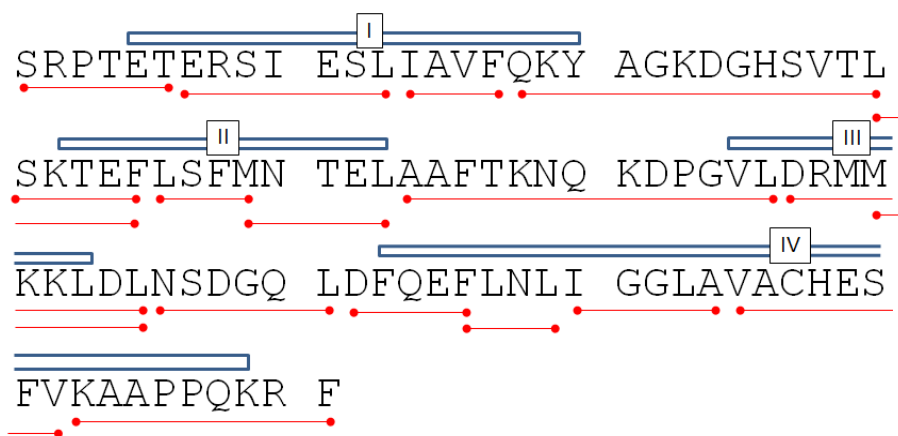 I
SRPTETERSI ESLIAVFQKY AGKDGHSVTL
II III
SKTEFLSFMN TELAAFTKNQ KDPGVLDRMM
IV
KKLDLNSDGQ LDFQEFLNLI GGLAVACHES
FVKAAPPQKR F